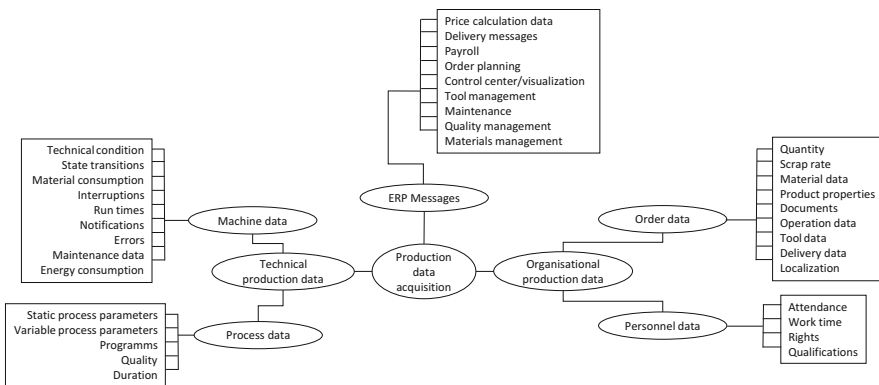 Price calculation data
Delivery messages
Payroll
Order planning
Control center/visualization
Tool management
Maintenance
Quality management
Materials management
Technical condition
State transitions
Material consumption
Interruptions
Run times
Notifications
Errors
Maintenance data
Energy consumption
Machine data
ERP Messages
Order data
Quantity
Scrap rate
Material data
Product properties
Documents
Operation data
Tool data
Delivery data
Localization
Technical
production data
Production
data
acquisition
Organisational
production data
Static process parameters
Variable process parameters
Programms
Quality
Duration
Process data
Personnel data
Attendance
Work time
Rights
Qualifications